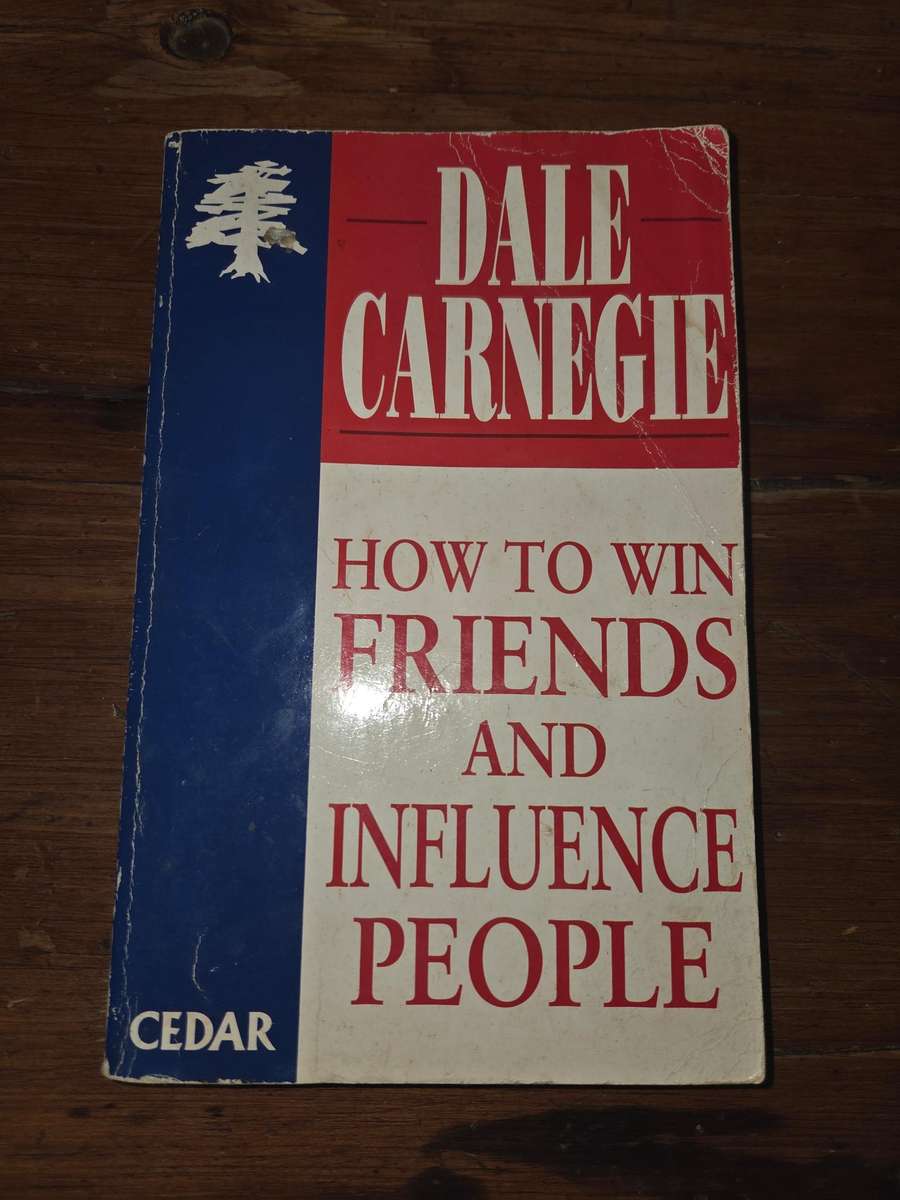 DALE
CARNEGIE
HOW TO WIN
FRIENDS
AND
INFLUENCE
PEOPLE
CEDAR